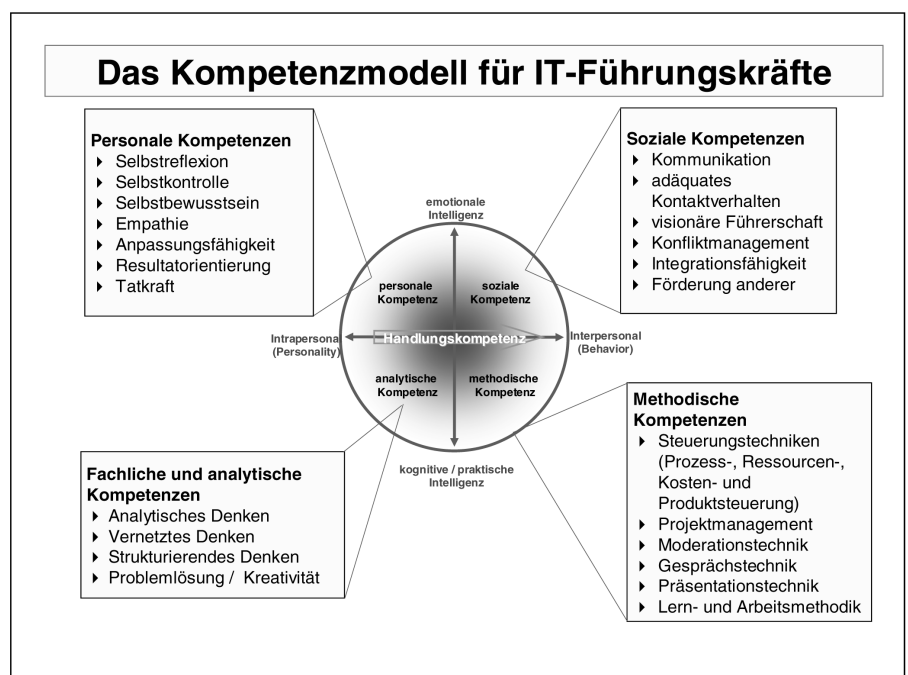 Das Kompetenzmodell für IT-Führungskräfte
Personale Kompetenzen
Selbstreflexion
Selbstkontrolle
Selbstbewusstsein
Empathie
Anpassungsfähigkeit
Resultatorientierung
Tatkraft
Soziale Kompetenzen
Kommunikation
adäquates
Kontaktverhalten
visionäre Führerschaft
Konfliktmanagement
Integrationsfähigkeit
Förderung anderer
emotionale
Intelligenz
personale
Kompetenz
soziale
Kompetenz
Intrapersonal
(Personality)
Handlungskompetenz
Interpersonal
(Behavior)
analytische
Kompetenz
methodische
Kompetenz
kognitive / praktische
Intelligenz
Fachliche und analytische
Kompetenzen
Analytisches Denken
Vernetztes Denken
Strukturierendes Denken
Problemlösung / Kreativität
Methodische
Kompetenzen
Steuerungstechniken
(Prozess-, Ressourcen-,
Kosten- und
Produktsteuerung)
Projektmanagement
Moderationstechnik
Gesprächstechnik
Präsentationstechnik
Lern- und Arbeitsmethodik